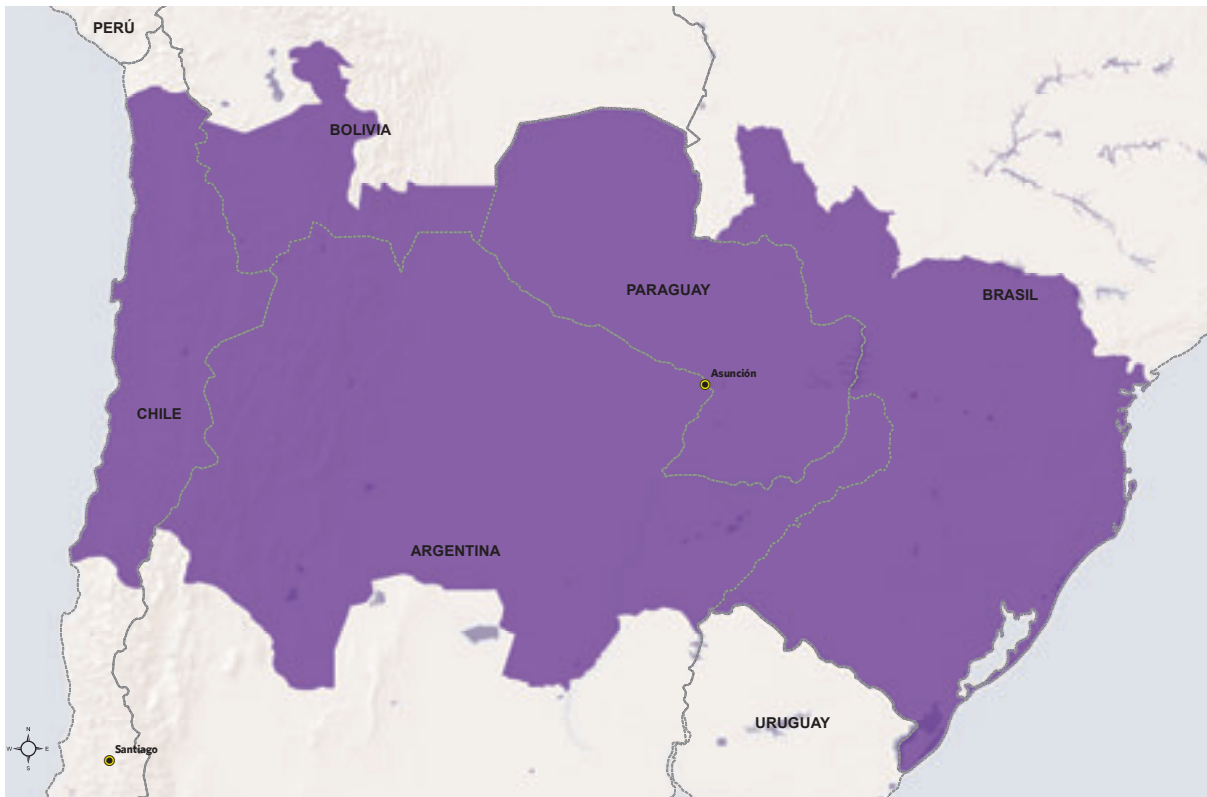 PERÚ
BOLIVIA
PARAGUAY
BRASIL
Asunción
CHILE
ARGENTINA
URUGUAY
Santiago
N
W E
S